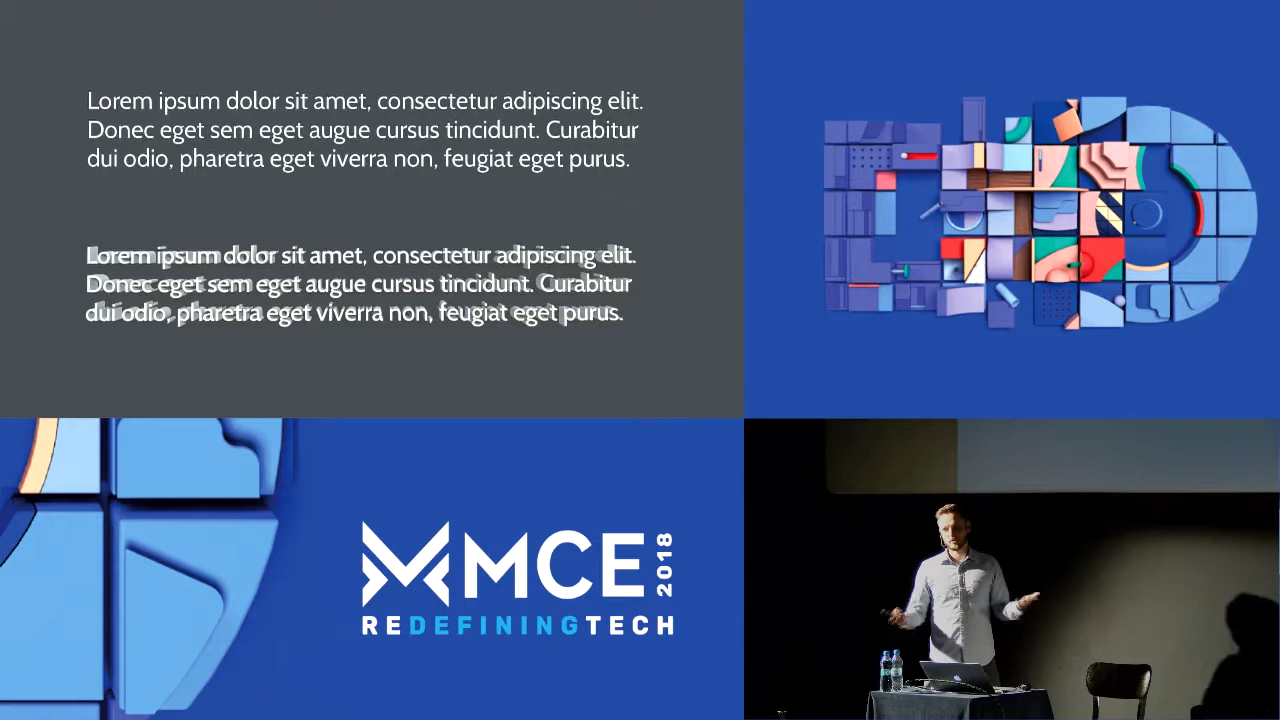 Lorem ipsum dolor sit amet, consectetur adipiscing elit.
Donec eget sem eget augue cursus tincidunt. Curabitur
dui odio, pharetra eget viverra non, feugiat eget purus.
Lorem ipsum dolor sit amet, consectetur adipiscing elit.
Donec eget sem eget augue cursus tincidunt. Curabitur
dui odio, pharetra eget viverra non, feugiat eget purus.
MCE 2018
REDEFININGTECH